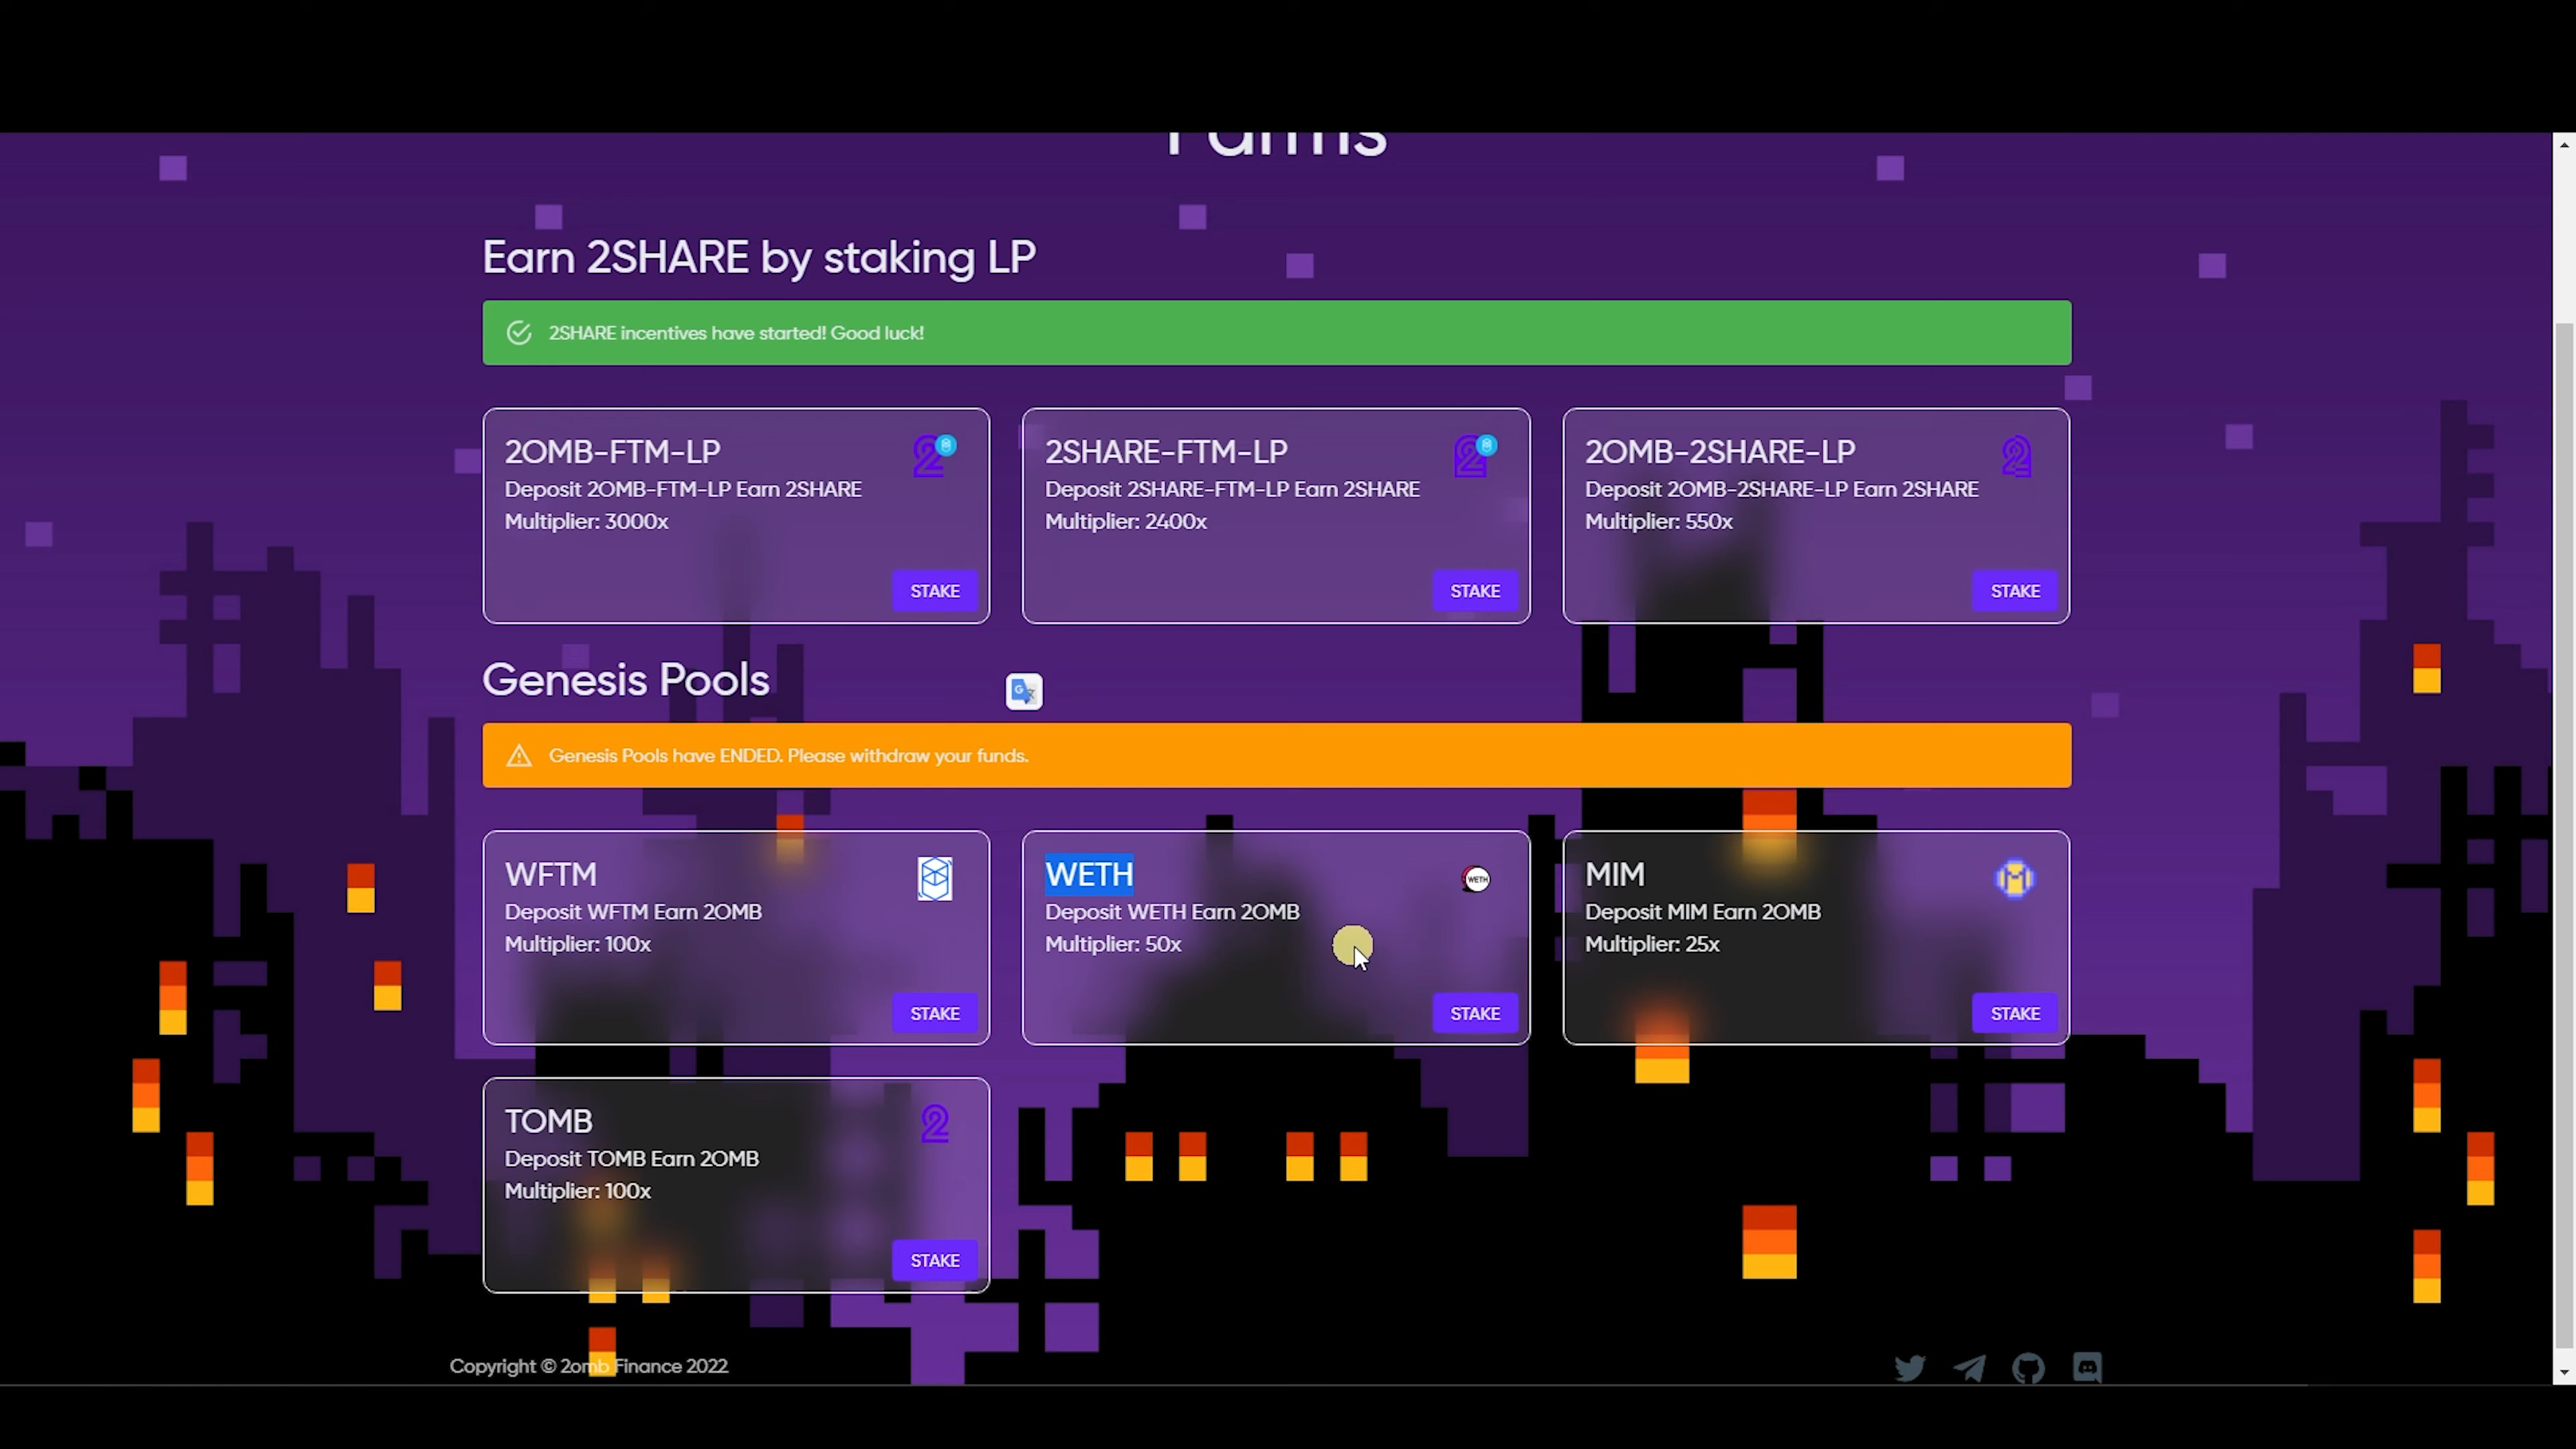 Farms
Earn 2SHARE by staking LP
2SHARE incentives have started! Good luck!
2OMB-FTM-LP
Deposit 2OMB-FTM-LP Earn 2SHARE
Multiplier: 3000x
STAKE
2SHARE-FTM-LP
Deposit 2SHARE-FTM-LP Earn 2SHARE
Multiplier: 2400x
STAKE
2OMB-2SHARE-LP
Deposit 2OMB-2SHARE-LP Earn 2SHARE
Multiplier: 550x
STAKE
Genesis Pools
Genesis Pools have ENDED. Please withdraw your funds.
WFTM
Deposit WFTM Earn 2OMB
Multiplier: 100x
STAKE
WETH
WETH
Deposit WETH Earn 2OMB
Multiplier: 50x
STAKE
MIM
Deposit MIM Earn 2OMB
Multiplier: 25x
STAKE
TOMB
Deposit TOMB Earn 2OMB
Multiplier: 100x
STAKE
Copyright © 2omb Finance 2022